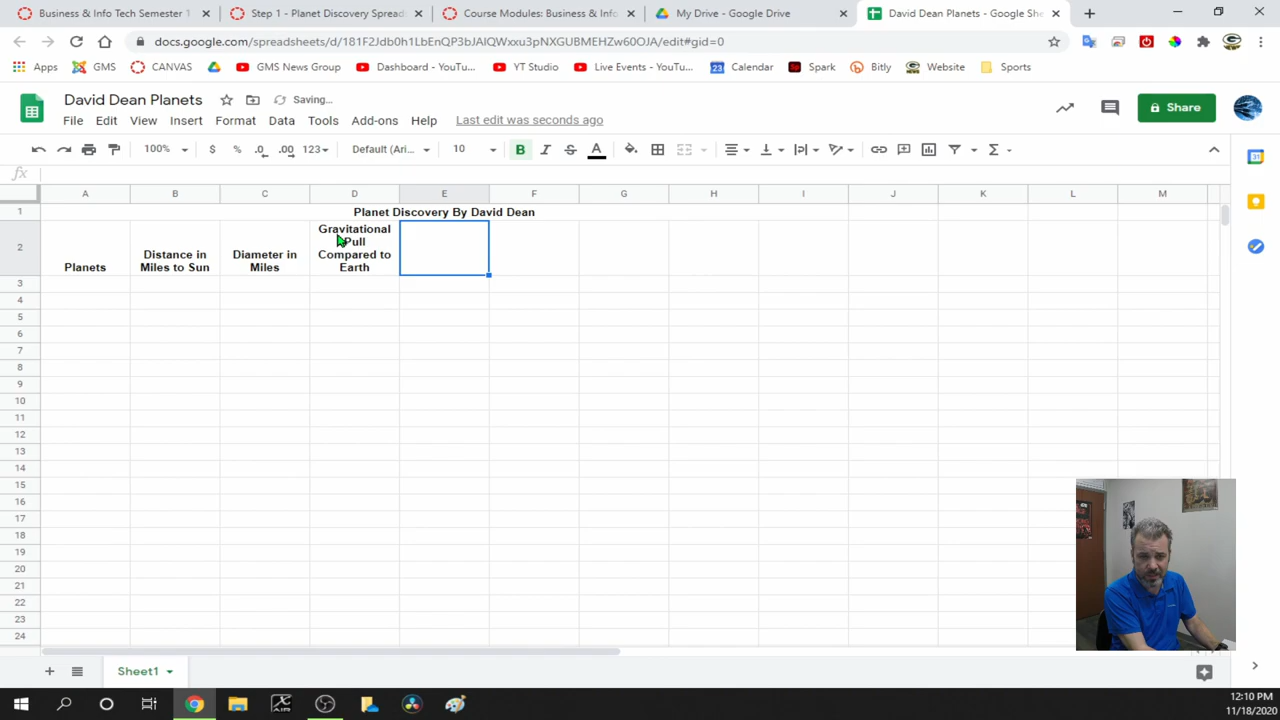 Business & Info Tech Semester 1
Step 1 - Planet Discovery Spread
Course Modules: Business & Info
My Drive - Google Drive
David Dean Planets - Google She
docs.google.com/spreadsheets/d/181F2Jdb0h1LbEnQP3bJAIQWxxu3pNXGUBMEHZw60OJA/edit#gid=0
Apps
GMS
CANVAS
GMS News Group
Dashboard - YouTu...
YT Studio
Live Events - YouTu...
Calendar
Spark
Bitly
Website
Sports
David Dean Planets
Saving...
File Edit View Insert Format Data Tools Add-ons Help
Last edit was seconds ago
Share
100% $ % .0 .00 123 Default (Ari... 10 B I S A
fx
A B C D E F G H I J K L M
1 Planet Discovery By David Dean
2
Planets
Distance in
Miles to Sun
Diameter in
Miles
Gravitational
Pull
Compared to
Earth
3
4
5
6
7
8
9
10
11
12
13
14
15
16
17
18
19
20
21
22
23
24
Sheet1
12:10 PM
11/18/2020